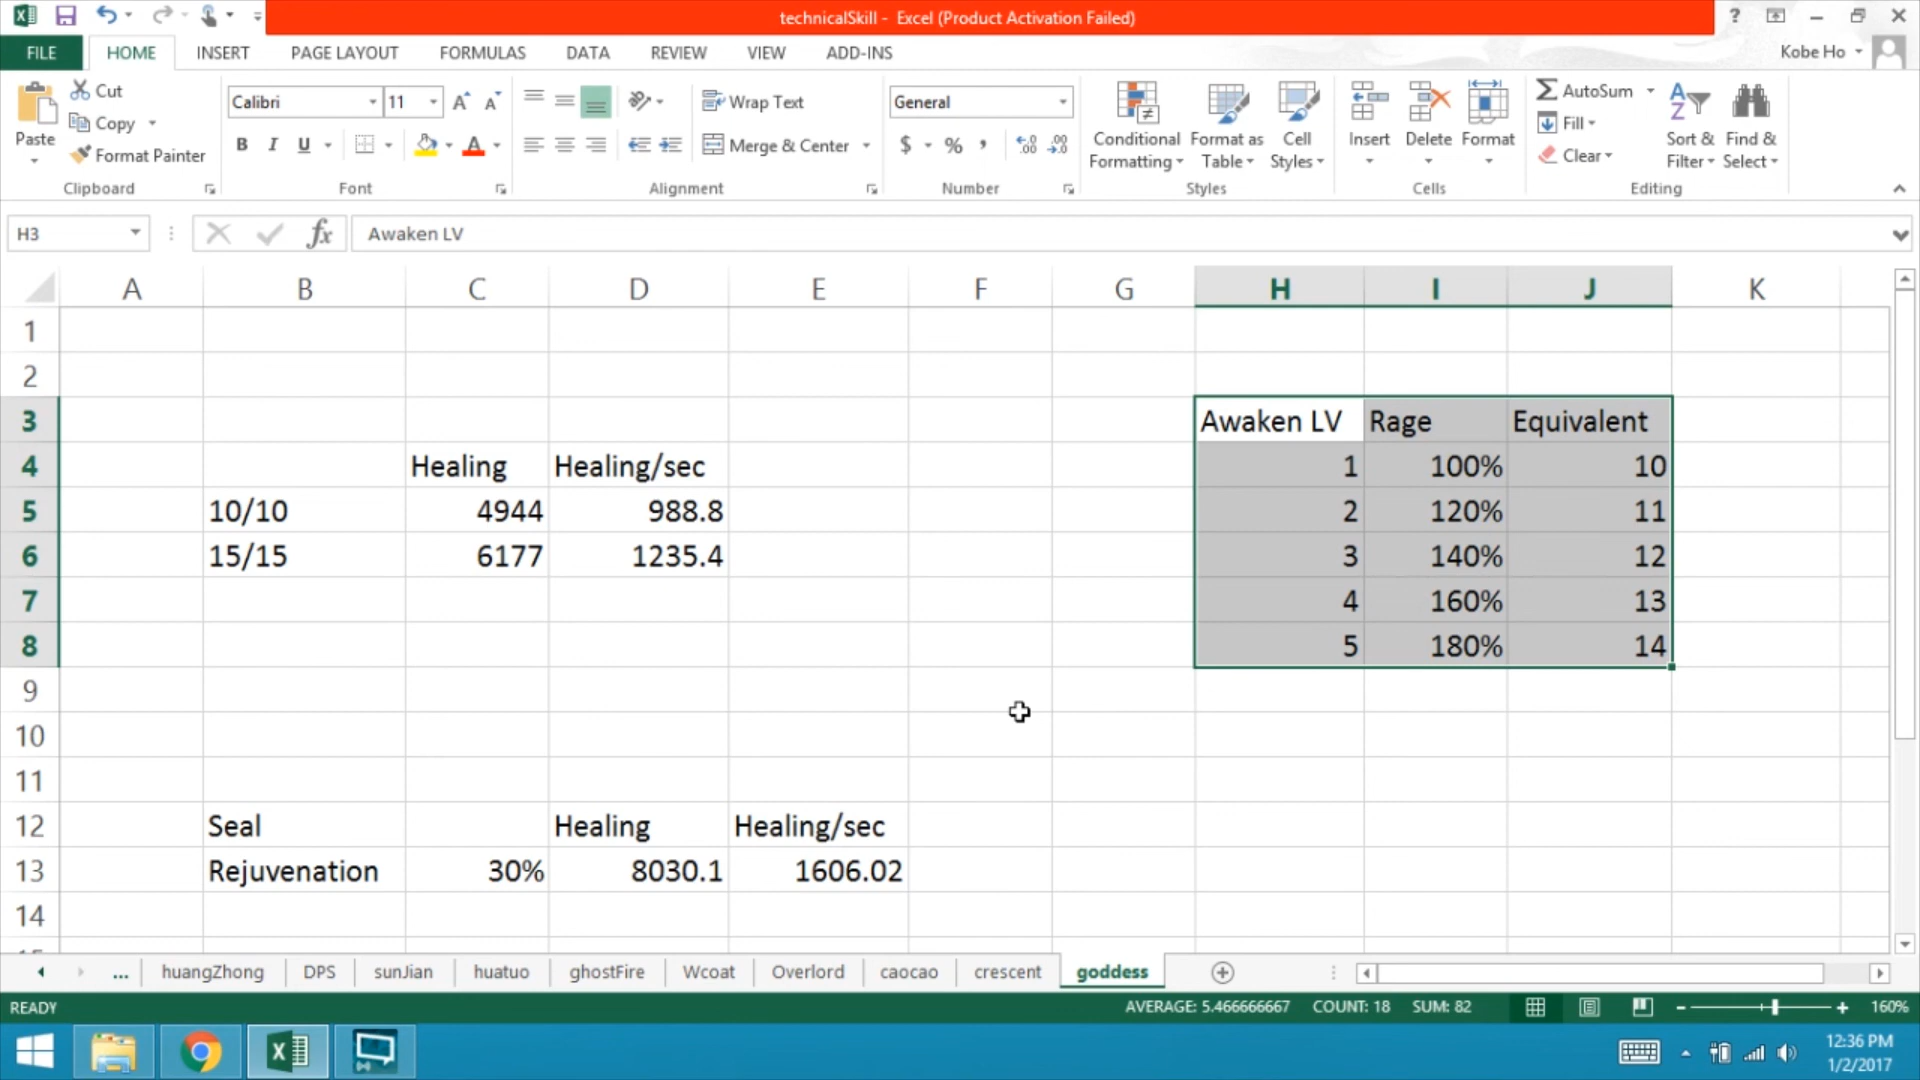 technicalSkill - Excel (Product Activation Failed)
?
FILE HOME INSERT PAGE LAYOUT FORMULAS DATA REVIEW VIEW ADD-INS Kobe Ho
Paste
Cut
Copy
Format Painter
Clipboard
Calibri 11
B I U
Font
Wrap Text
Merge & Center
Alignment
General
$ % ,
Number
Conditional Formatting
Format as Table
Cell Styles
Styles
Insert
Delete
Format
Cells
AutoSum
Fill
Clear
Sort & Filter
Find & Select
Editing
H3 fx Awaken LV
A B C D E F G H I J K
1
2
3 Awaken LV Rage Equivalent
4 Healing Healing/sec 1 100% 10
5 10/10 4944 988.8 2 120% 11
6 15/15 6177 1235.4 3 140% 12
7 4 160% 13
8 5 180% 14
9
10
11
12 Seal Healing Healing/sec
13 Rejuvenation 30% 8030.1 1606.02
14
... huangZhong DPS sunJian huatuo ghostFire Wcoat Overlord caocao crescent goddess
READY AVERAGE: 5.466666667 COUNT: 18 SUM: 82 160%
12:36 PM
1/2/2017